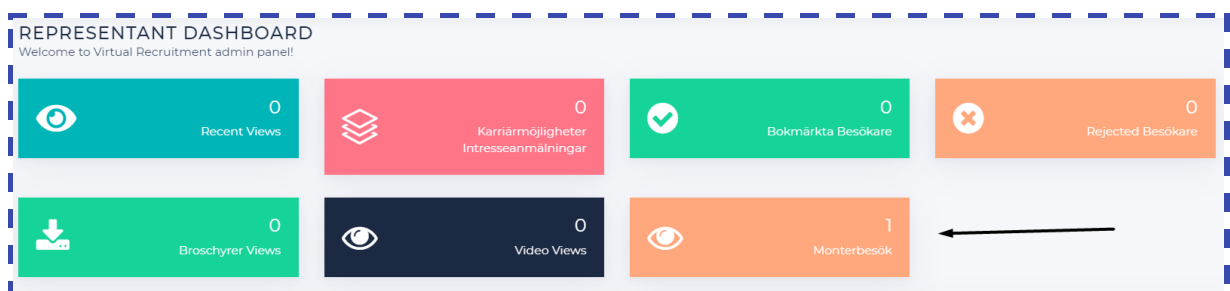 REPRESENTANT DASHBOARD
Welcome to Virtual Recruitment admin panel!
0
Recent Views
0
Karriärmöjligheter
Intresseanmälningar
0
Bokmärkta Besökare
0
Rejected Besökare
0
Broschyrer Views
0
Video Views
1
Monterbesök